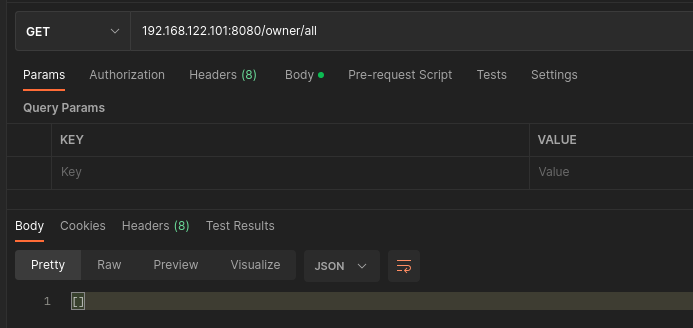 GET 192.168.122.101:8080/owner/all
Params Authorization Headers (8) Body Pre-request Script Tests Settings
Query Params
KEY VALUE
Key Value
Body Cookies Headers (8) Test Results
Pretty Raw Preview Visualize JSON
1 []